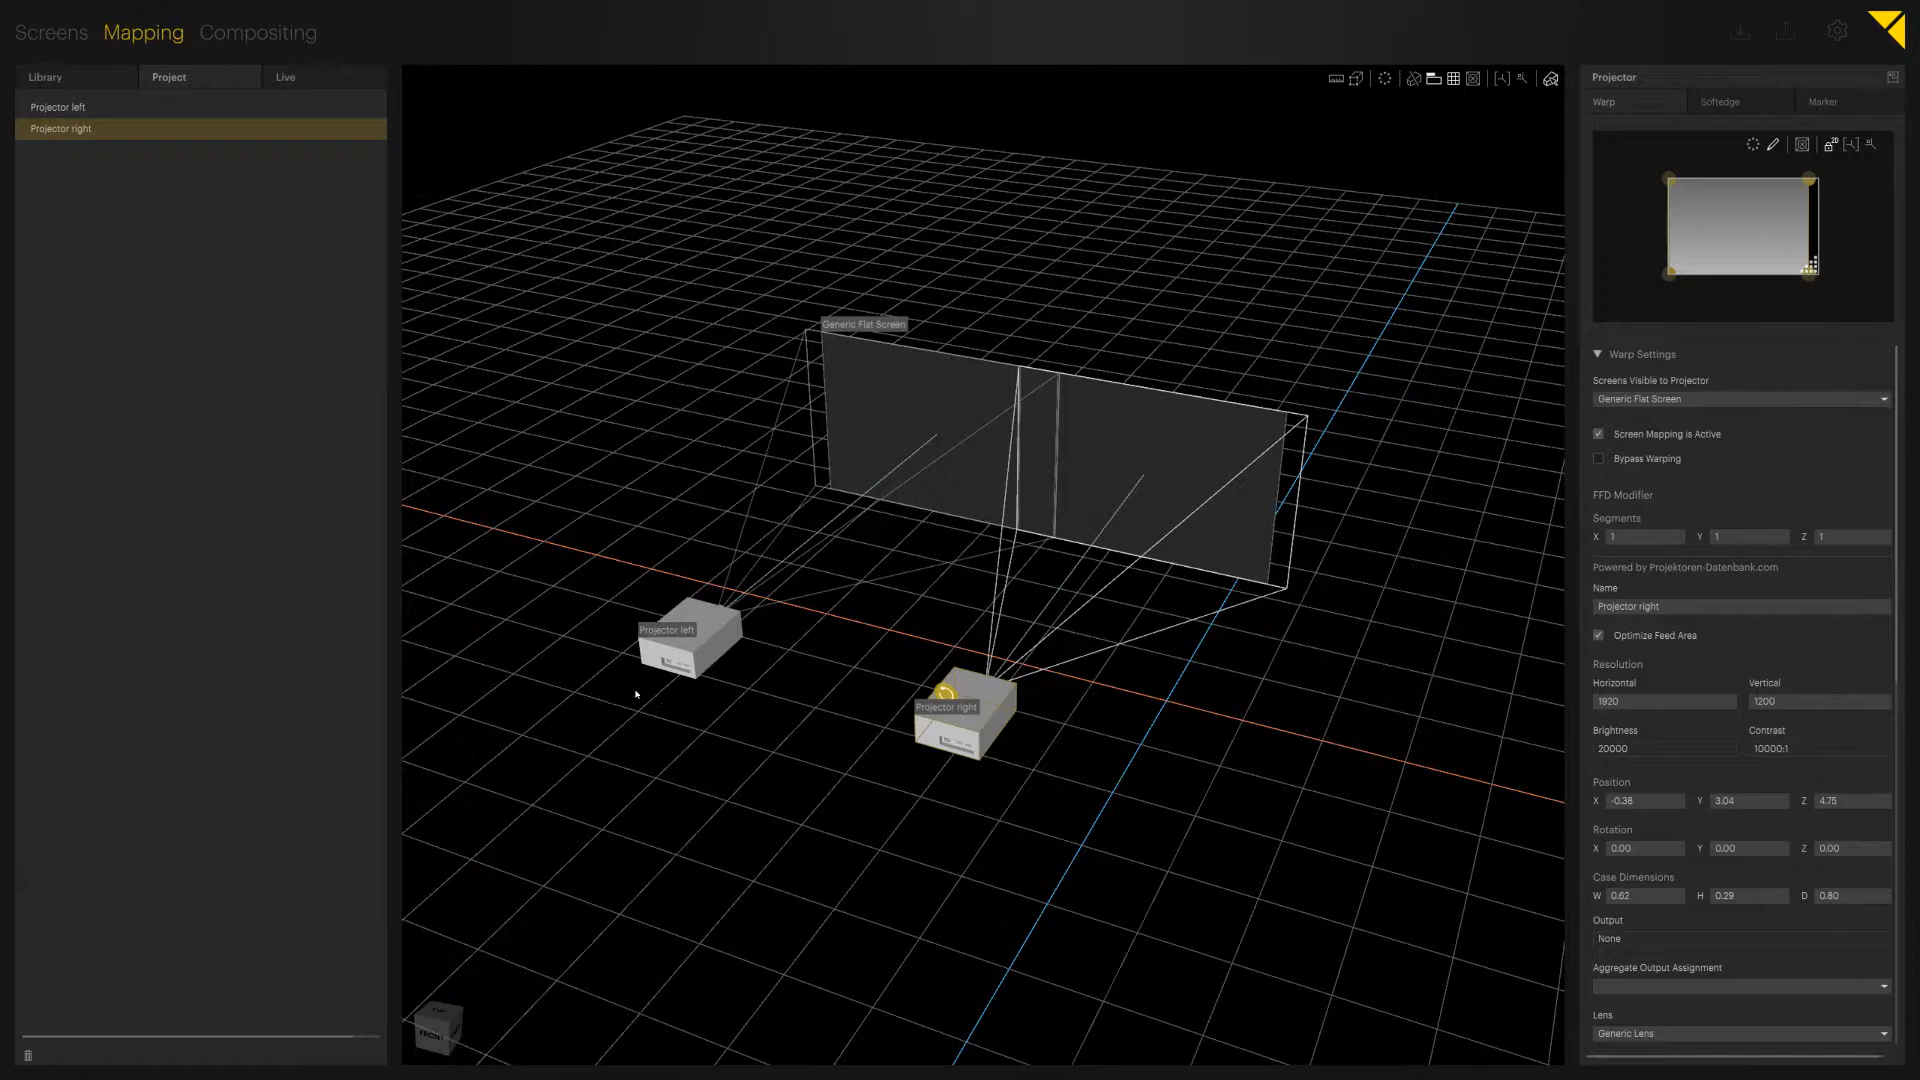 Screens Mapping Compositing
Library Project Live
Projector left
Projector right
Generic Flat Screen
Projector left
Projector right
FRONT
Projector
Warp Softedge Marker
Warp Settings
Screens Visible to Projector
Generic Flat Screen
Screen Mapping is Active
Bypass Warping
FFD Modifier
Segments
X 1 Y 1 Z 1
Powered by Projektoren-Datenbank.com
Name
Projector right
Optimize Feed Area
Resolution
Horizontal Vertical
1920 1200
Brightness Contrast
20000 10000:1
Position
X -0.38 Y 3.04 Z 4.75
Rotation
X 0.00 Y 0.00 Z 0.00
Case Dimensions
W 0.62 H 0.29 D 0.80
Output
None
Aggregate Output Assignment
Lens
Generic Lens